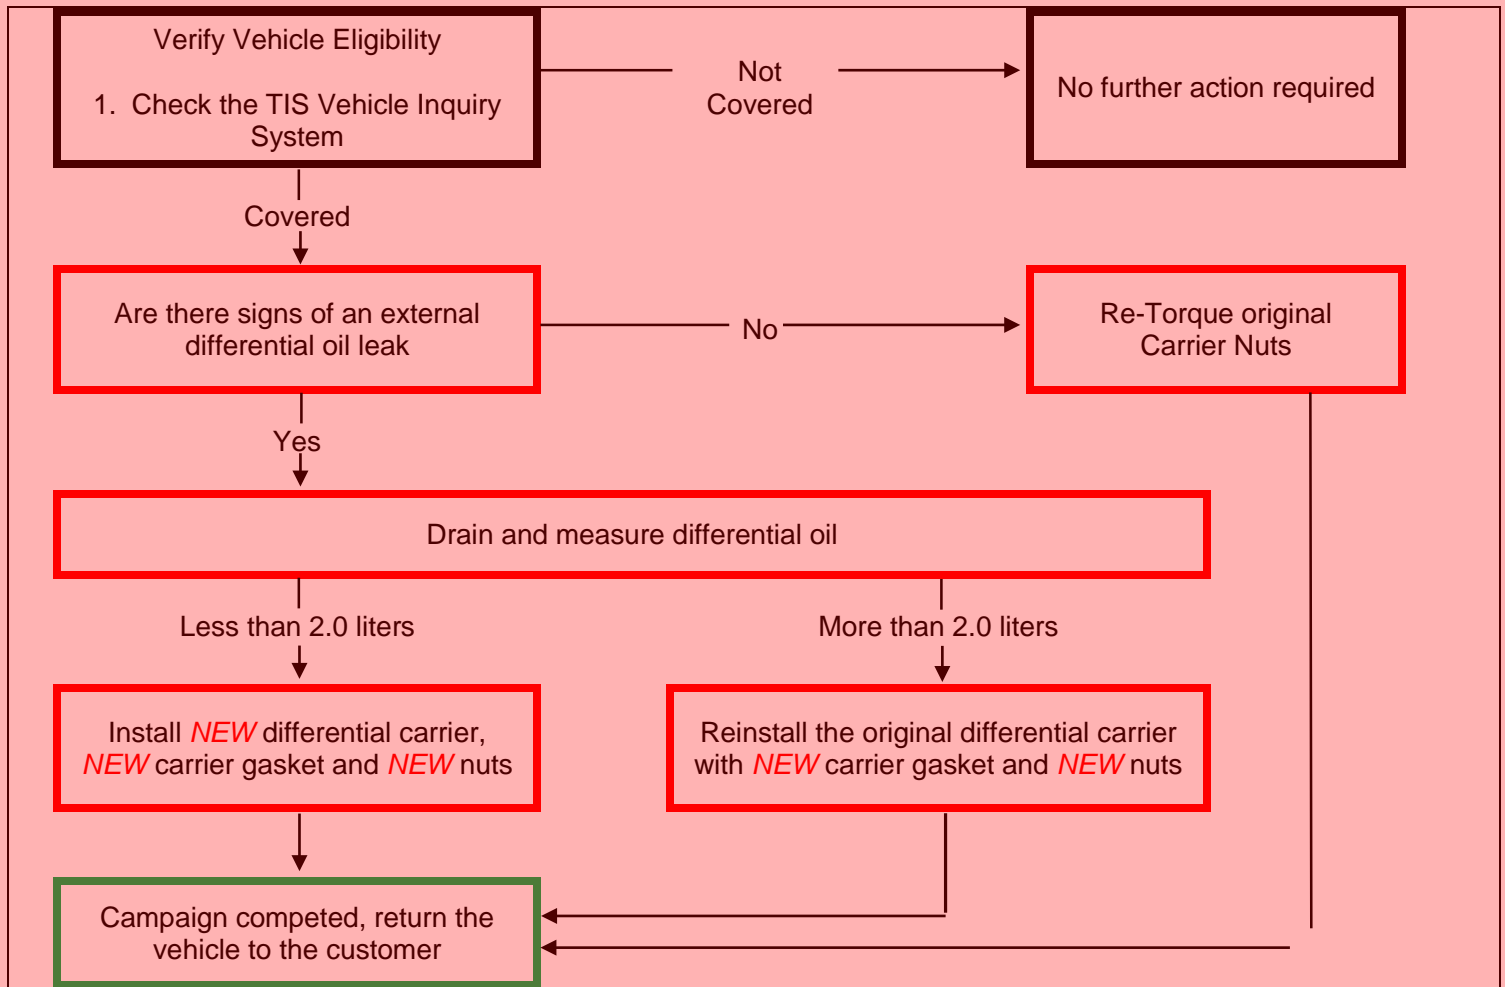 Verify Vehicle Eligibility
1. Check the TIS Vehicle Inquiry
System
Not
Covered
No further action required
Covered
Are there signs of an external
differential oil leak
No
Re-Torque original
Carrier Nuts
Yes
Drain and measure differential oil
Less than 2.0 liters
More than 2.0 liters
Install NEW differential carrier,
NEW carrier gasket and NEW nuts
Reinstall the original differential carrier
with NEW carrier gasket and NEW nuts
Campaign competed, return the
vehicle to the customer